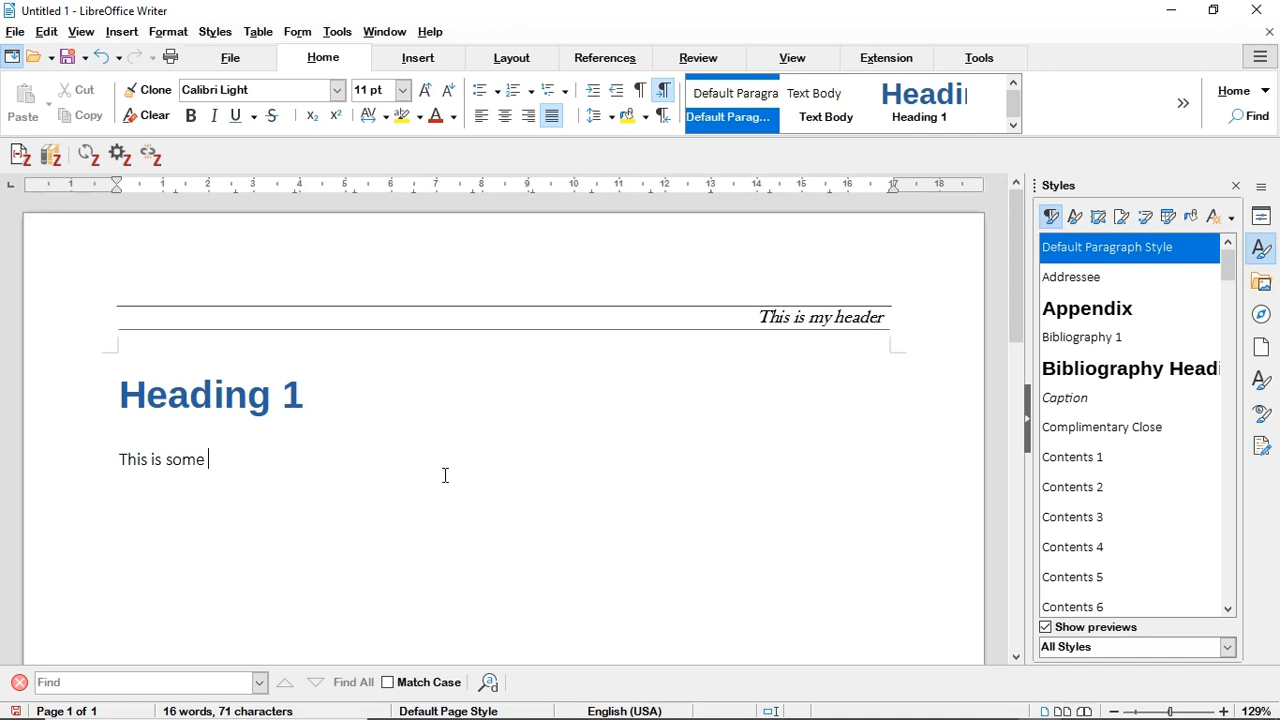 Untitled 1 - LibreOffice Writer
File Edit View Insert Format Styles Table Form Tools Window Help
File Home Insert Layout References Review View Extension Tools
Paste Cut Copy Clone Clear Calibri Light 11 pt
B I U S
Default Paragra Text Body Headi
Default Parag... Text Body Heading 1
Home
Find
1 1 2 3 4 5 6 7 8 9 10 11 12 13 14 15 16 17 18
This is my header
Heading 1
This is some
Styles
Default Paragraph Style
Addressee
Appendix
Bibliography 1
Bibliography Headi
Caption
Complimentary Close
Contents 1
Contents 2
Contents 3
Contents 4
Contents 5
Contents 6
Show previews
All Styles
Find Find All Match Case
Page 1 of 1 16 words, 71 characters Default Page Style English (USA) 129%